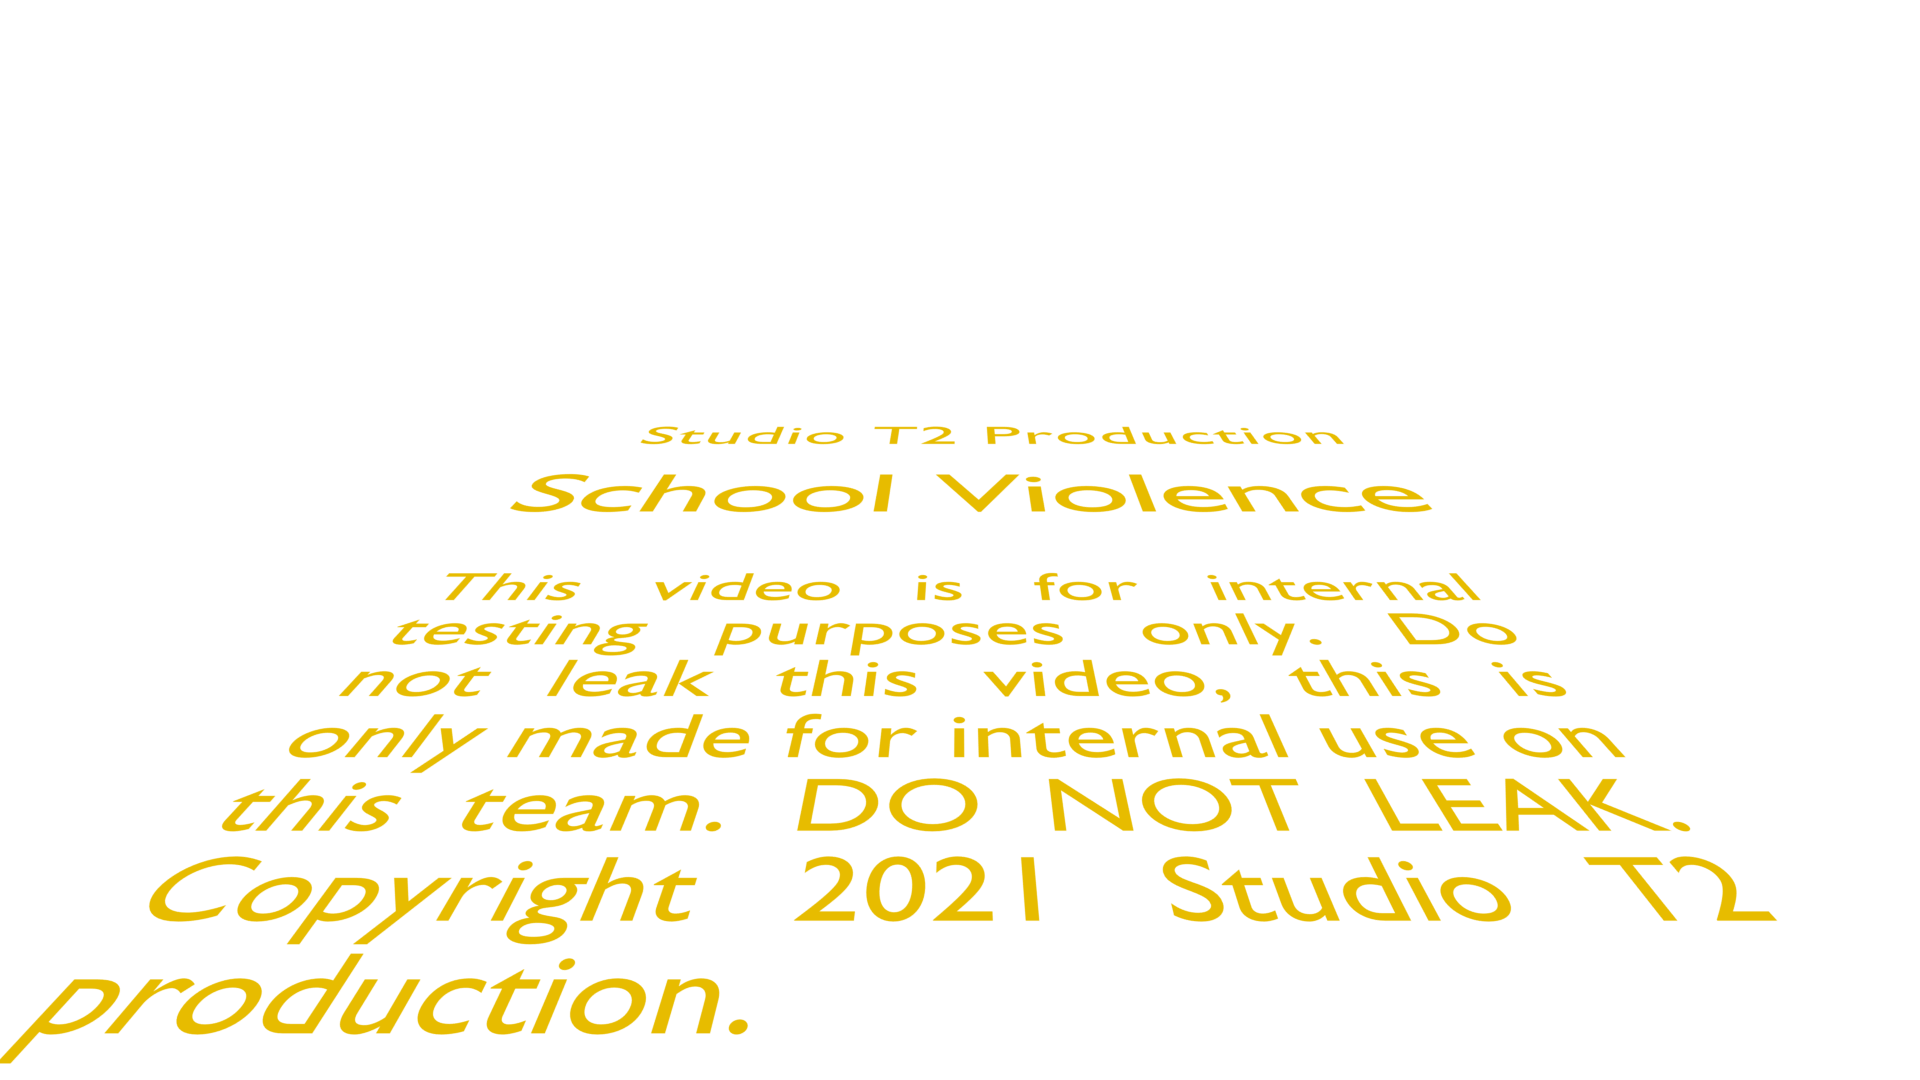 Studio T2 Production
School Violence
This video is for internal
testing purposes only. Do
not leak this video, this is
only made for internal use on
this team. DO NOT LEAK.
Copyright 2021 Studio T2
production.